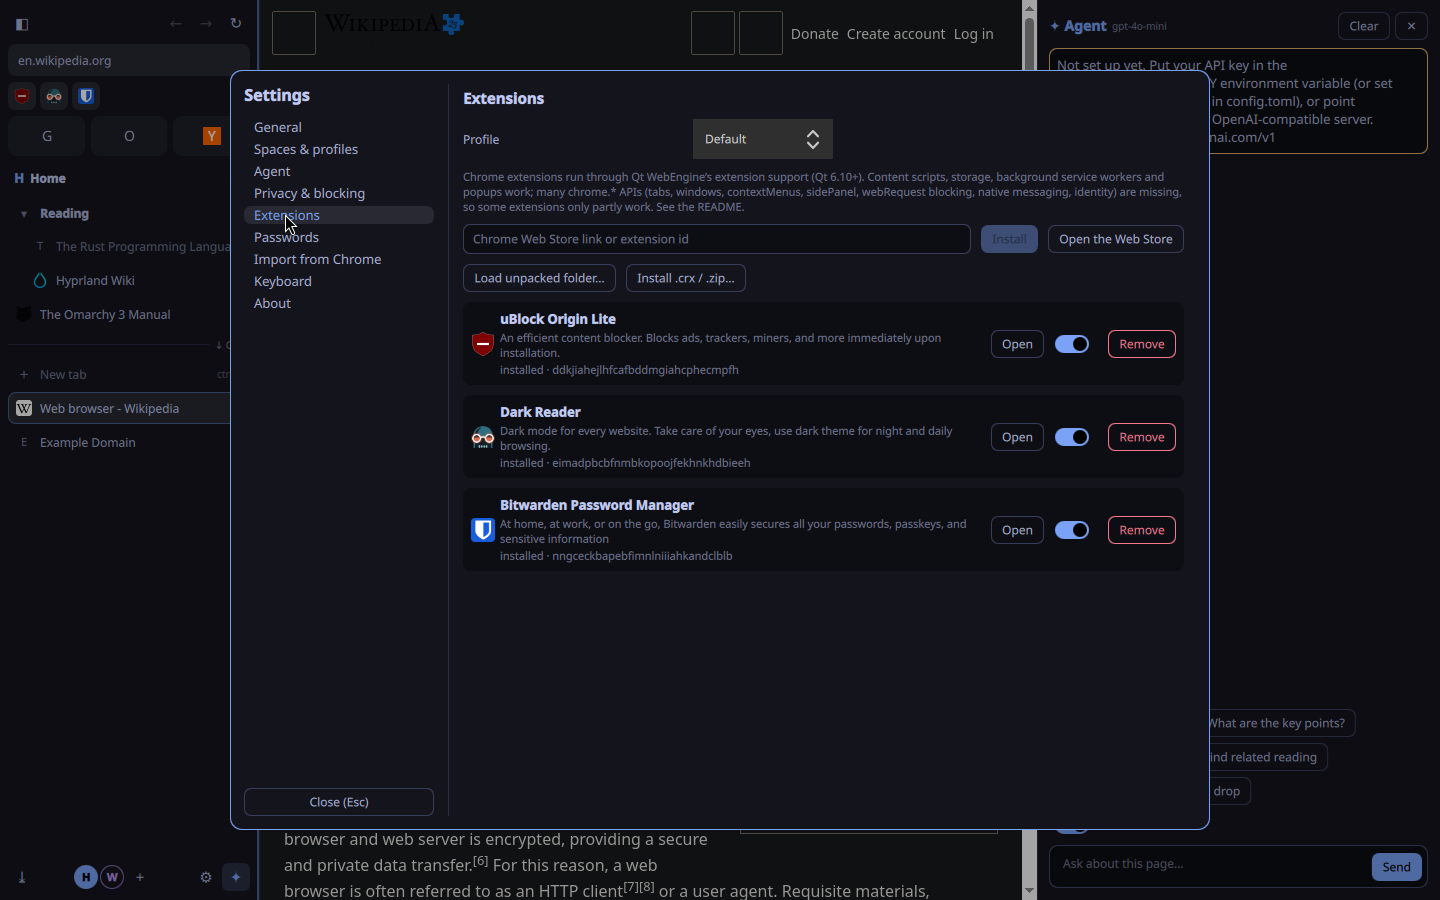 en.wikipedia.org
G
O
Y
H Home
Reading
T The Rust Programming Langua
Hyprland Wiki
The Omarchy 3 Manual
New tab
ctr
W Web browser - Wikipedia
E Example Domain
H
W
WIKIPEDIA
Donate Create account Log in
Agent gpt-4o-mini
Clear
Not set up yet. Put your API key in the
Y environment variable (or set
in config.toml), or point
OpenAI-compatible server.
nai.com/v1
Settings
General
Spaces & profiles
Agent
Privacy & blocking
Extensions
Passwords
Import from Chrome
Keyboard
About
Close (Esc)
Extensions
Profile
Default
Chrome extensions run through Qt WebEngine's extension support (Qt 6.10+). Content scripts, storage, background service workers and
popups work; many chrome.* APIs (tabs, windows, contextMenus, sidePanel, webRequest blocking, native messaging, identity) are missing,
so some extensions only partly work. See the README.
Chrome Web Store link or extension id
Install
Open the Web Store
Load unpacked folder...
Install .crx / .zip...
uBlock Origin Lite
An efficient content blocker. Blocks ads, trackers, miners, and more immediately upon
installation.
installed · ddkjiahejlhfcafbddmgiahcphecmpfh
Open
Remove
Dark Reader
Dark mode for every website. Take care of your eyes, use dark theme for night and daily
browsing.
installed · eimadpbcbfnmbkopoojfekhnkhdbieeh
Open
Remove
Bitwarden Password Manager
At home, at work, or on the go, Bitwarden easily secures all your passwords, passkeys, and
sensitive information
installed · nngceckbapebfimnlniiiahkandclblb
Open
Remove
browser and web server is encrypted, providing a secure
and private data transfer.[6] For this reason, a web
browser is often referred to as an HTTP client[7][8] or a user agent. Requisite materials,
What are the key points?
ind related reading
drop
Ask about this page...
Send